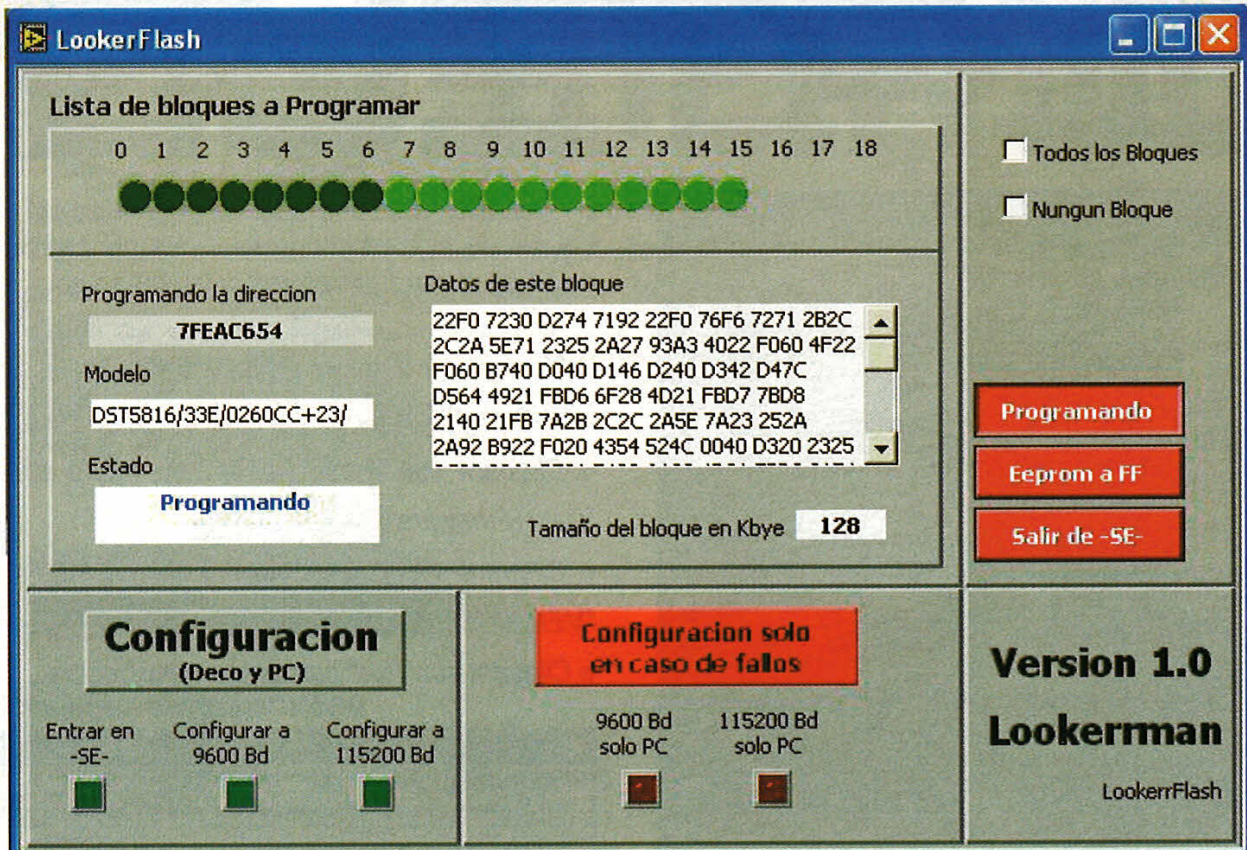 LookerFlash
Lista de bloques a Programar
0 1 2 3 4 5 6 7 8 9 10 11 12 13 14 15 16 17 18
Todos los Bloques
Nungun Bloque
Programando la direccion
7FEAC654
Modelo
DST5816/33E/0260CC+23/
Estado
Programando
Datos de este bloque
22F0 7230 D274 7192 22F0 76F6 7271 2B2C
2C2A 5E71 2325 2A27 93A3 4022 F060 4F22
F060 B740 D040 D146 D240 D342 D47C
D564 4921 FBD6 6F28 4D21 FBD7 7BD8
2140 21FB 7A2B 2C2C 2A5E 7A23 252A
2A92 B922 F020 4354 524C 0040 D320 2325
Tamaño del bloque en Kbye 128
Programando
Eeprom a FF
Salir de -SE-
Configuracion
(Deco y PC)
Entrar en
-SE-
Configurar a
9600 Bd
Configurar a
115200 Bd
Configuracion solo
en caso de fallos
9600 Bd
solo PC
115200 Bd
solo PC
Version 1.0
Lookerrman
LookerrFlash